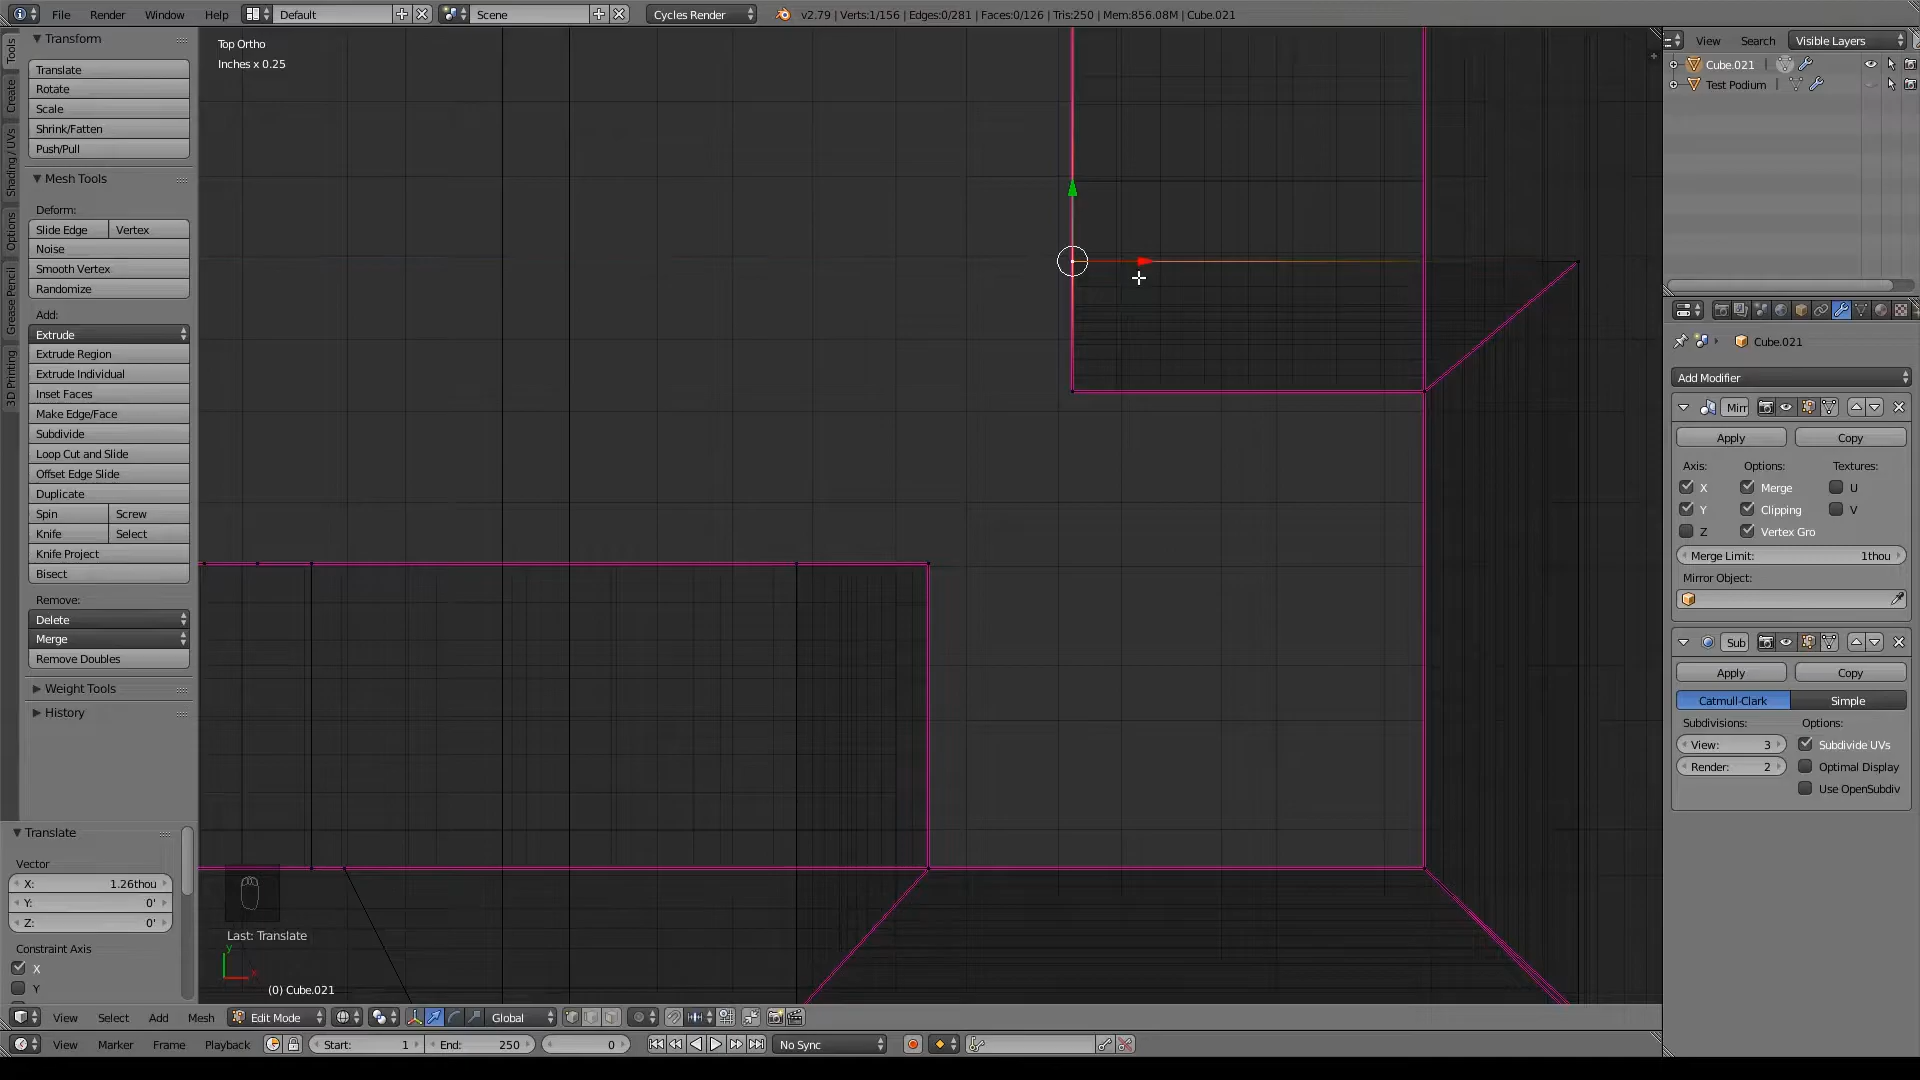 File Render Window Help Default Scene Cycles Render v2.79 | Verts:1/156 | Edges:0/281 | Faces:0/126 | Tris:250 | Mem:856.08M | Cube.021
Tools
Create
Shading / UVs
Options
Grease Pencil
3D Printing
Transform
Translate
Rotate
Scale
Shrink/Fatten
Push/Pull
Mesh Tools
Deform:
Slide Edge Vertex
Noise
Smooth Vertex
Randomize
Add:
Extrude
Extrude Region
Extrude Individual
Inset Faces
Make Edge/Face
Subdivide
Loop Cut and Slide
Offset Edge Slide
Duplicate
Spin Screw
Knife Select
Knife Project
Bisect
Remove:
Delete
Merge
Remove Doubles
Weight Tools
History
Translate
Vector
X: 1.26thou
Y: 0'
Z: 0'
Constraint Axis
X
Y
Top Ortho
Inches x 0.25
Last: Translate
y
x
(0) Cube.021
View Search Visible Layers
Cube.021
Test Podium
Cube.021
Add Modifier
Mirr
Apply Copy
Axis: Options: Textures:
X Merge U
Y Clipping V
Z Vertex Gro
Merge Limit: 1thou
Mirror Object:
Sub
Apply Copy
Catmull-Clark Simple
Subdivisions: Options:
View: 3 Subdivide UVs
Render: 2 Optimal Display
Use OpenSubdiv
View Select Add Mesh Edit Mode Global
View Marker Frame Playback Start: 1 End: 250 0 No Sync